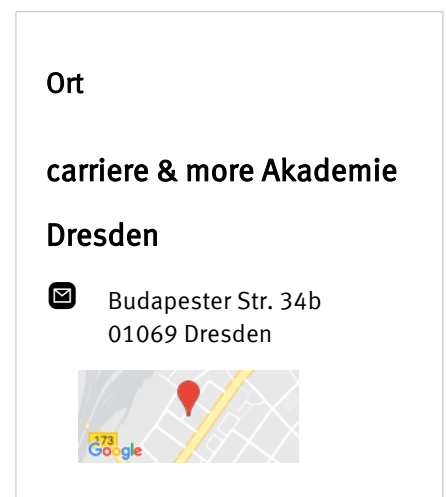 Ort
carriere & more Akademie
Dresden
Budapester Str. 34b
01069 Dresden
173
Google